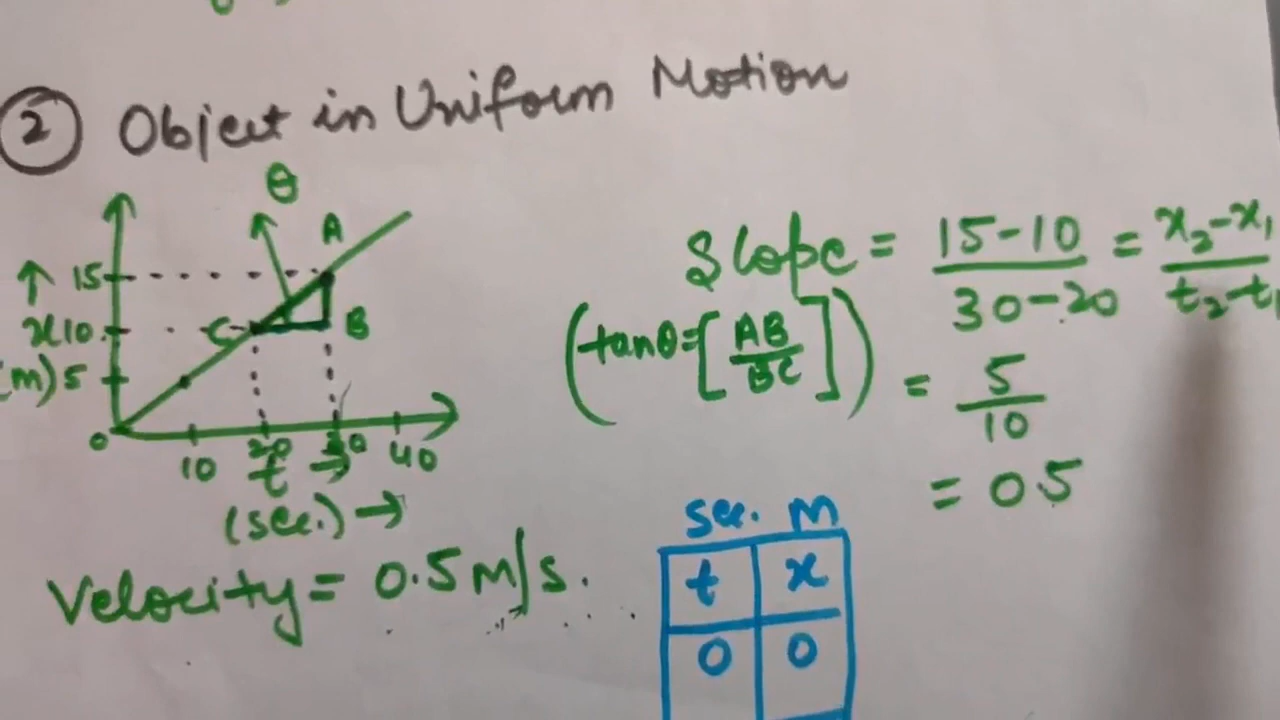 2 Object in Uniform Motion
θ
A
↑ 15
x 10 C B
(m) 5
0 10 20 30 40
t →
(sec.) →
Slope = 15-10 / 30-20 = x₂-x₁ / t₂-t₁
(tanθ=[AB/BC]) = 5/10
= 0.5
Velocity = 0.5 m/s.
sec. m
t x
0 0